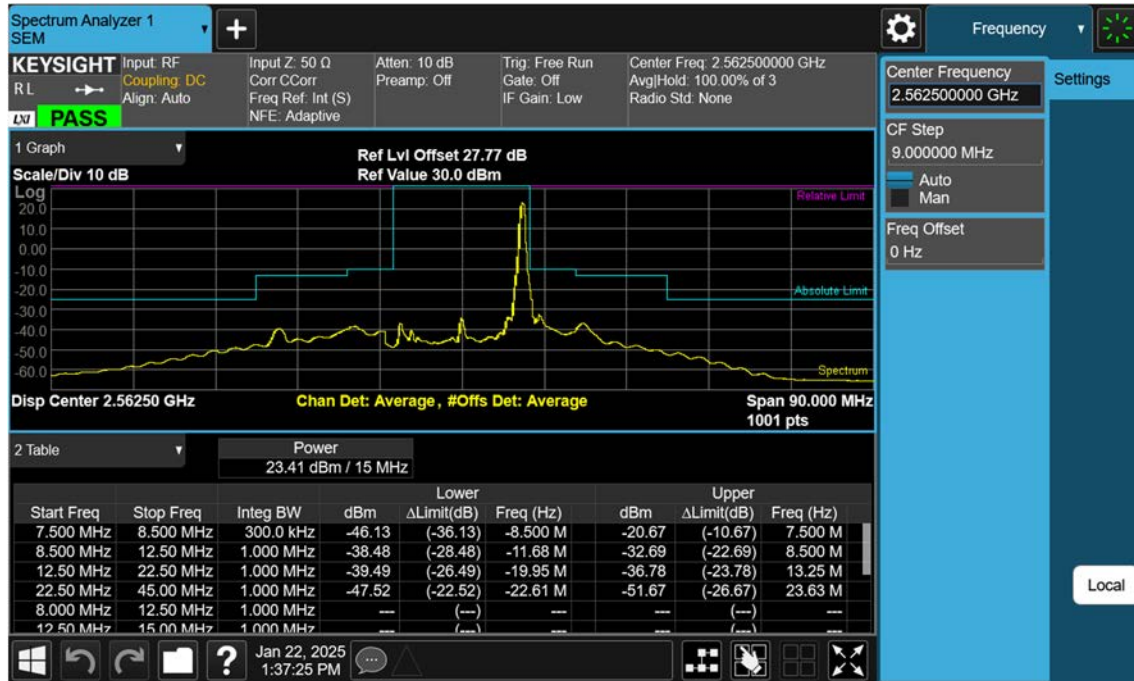 Spectrum Analyzer 1
SEM
Frequency
KEYSIGHT
RL
LXI
PASS
Input: RF
Coupling: DC
Align: Auto
Input Z: 50 Ω
Corr CCorr
Freq Ref: Int (S)
NFE: Adaptive
Atten: 10 dB
Preamp: Off
Trig: Free Run
Gate: Off
IF Gain: Low
Center Freq: 2.562500000 GHz
Avg|Hold: 100.00% of 3
Radio Std: None
Center Frequency
2.562500000 GHz
Settings
CF Step
9.000000 MHz
Auto
Man
Freq Offset
0 Hz
1 Graph
Scale/Div 10 dB
Ref Lvl Offset 27.77 dB
Ref Value 30.0 dBm
Log
20.0
10.0
0.00
-10.0
-20.0
-30.0
-40.0
-50.0
-60.0
Relative Limit
Absolute Limit
Spectrum
Disp Center 2.56250 GHz
Chan Det: Average, #Offs Det: Average
Span 90.000 MHz
1001 pts
2 Table
Power
23.41 dBm / 15 MHz
Lower Upper
Start Freq Stop Freq Integ BW dBm ΔLimit(dB) Freq (Hz) dBm ΔLimit(dB) Freq (Hz)
7.500 MHz 8.500 MHz 300.0 kHz -46.13 (-36.13) -8.500 M -20.67 (-10.67) 7.500 M
8.500 MHz 12.50 MHz 1.000 MHz -38.48 (-28.48) -11.68 M -32.69 (-22.69) 8.500 M
12.50 MHz 22.50 MHz 1.000 MHz -39.49 (-26.49) -19.95 M -36.78 (-23.78) 13.25 M
22.50 MHz 45.00 MHz 1.000 MHz -47.52 (-22.52) -22.61 M -51.67 (-26.67) 23.63 M
8.000 MHz 12.50 MHz 1.000 MHz --- (---) --- --- (---) ---
12.50 MHz 15.00 MHz 1.000 MHz --- (---) --- --- (---) ---
Local
?
Jan 22, 2025
1:37:25 PM